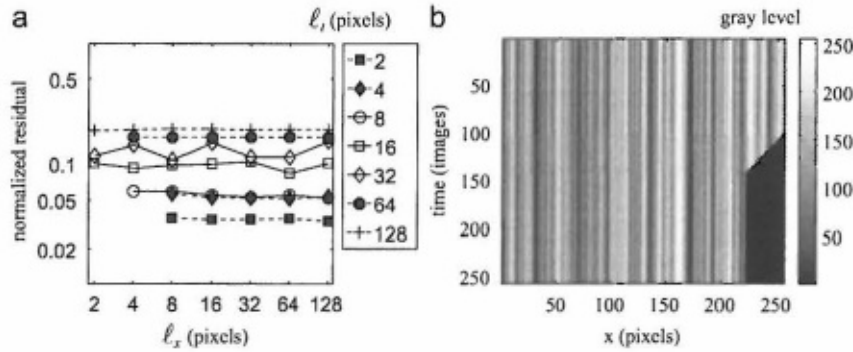 a
ℓt (pixels)
normalized residual
0.5
0.1
0.05
0.02
2 4 8 16 32 64 128
ℓx (pixels)
2
4
8
16
32
64
128
b
gray level
time (images)
50
100
150
200
250
50 100 150 200 250
x (pixels)
250
200
150
100
50